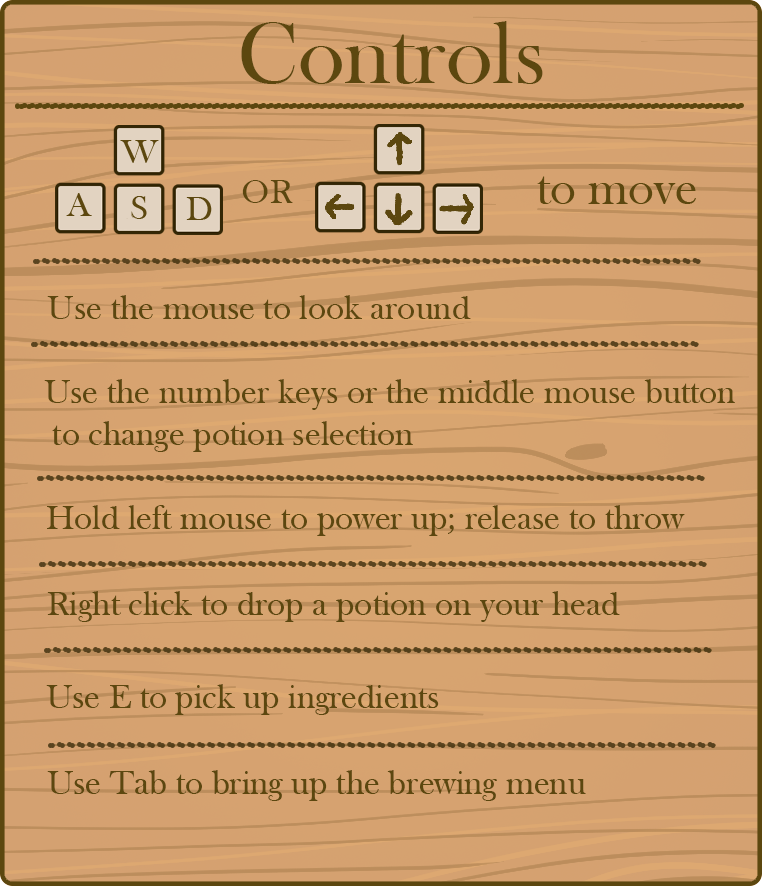 Controls
W ↑
A S D OR ← ↓ → to move
Use the mouse to look around
Use the number keys or the middle mouse button
to change potion selection
Hold left mouse to power up; release to throw
Right click to drop a potion on your head
Use E to pick up ingredients
Use Tab to bring up the brewing menu